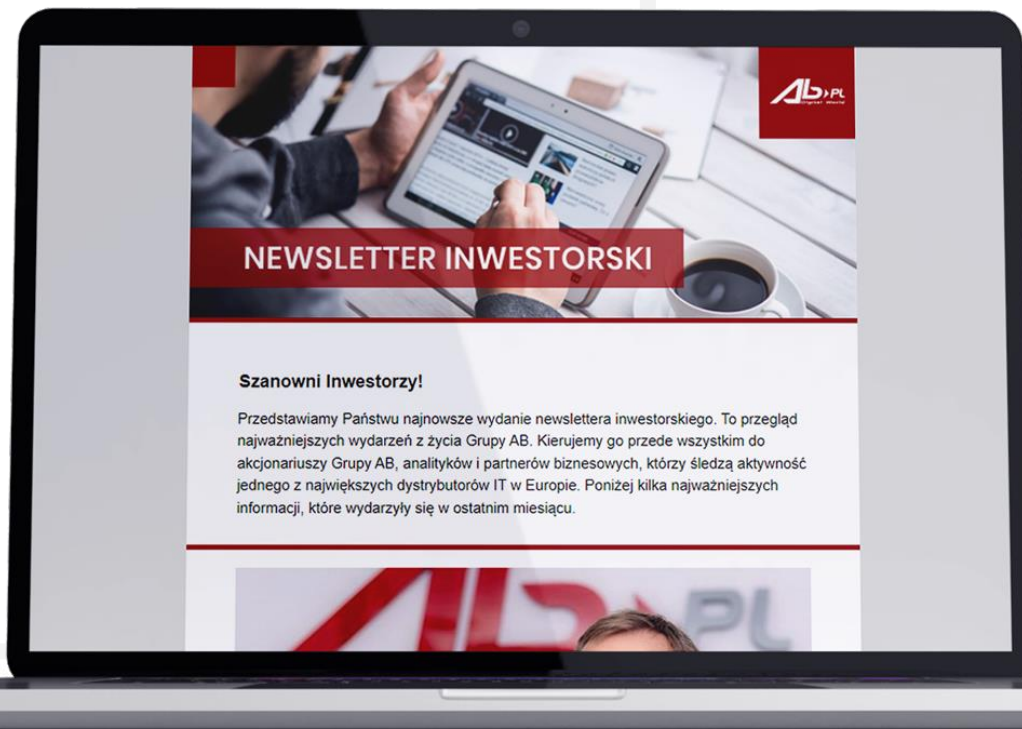 Ab PL
Digital World
NEWSLETTER INWESTORSKI
Szanowni Inwestorzy!
Przedstawiamy Państwu najnowsze wydanie newslettera inwestorskiego. To przegląd
najważniejszych wydarzeń z życia Grupy AB. Kierujemy go przede wszystkim do
akcjonariuszy Grupy AB, analityków i partnerów biznesowych, którzy śledzą aktywność
jednego z największych dystrybutorów IT w Europie. Poniżej kilka najważniejszych
informacji, które wydarzyły się w ostatnim miesiącu.
Ab PL